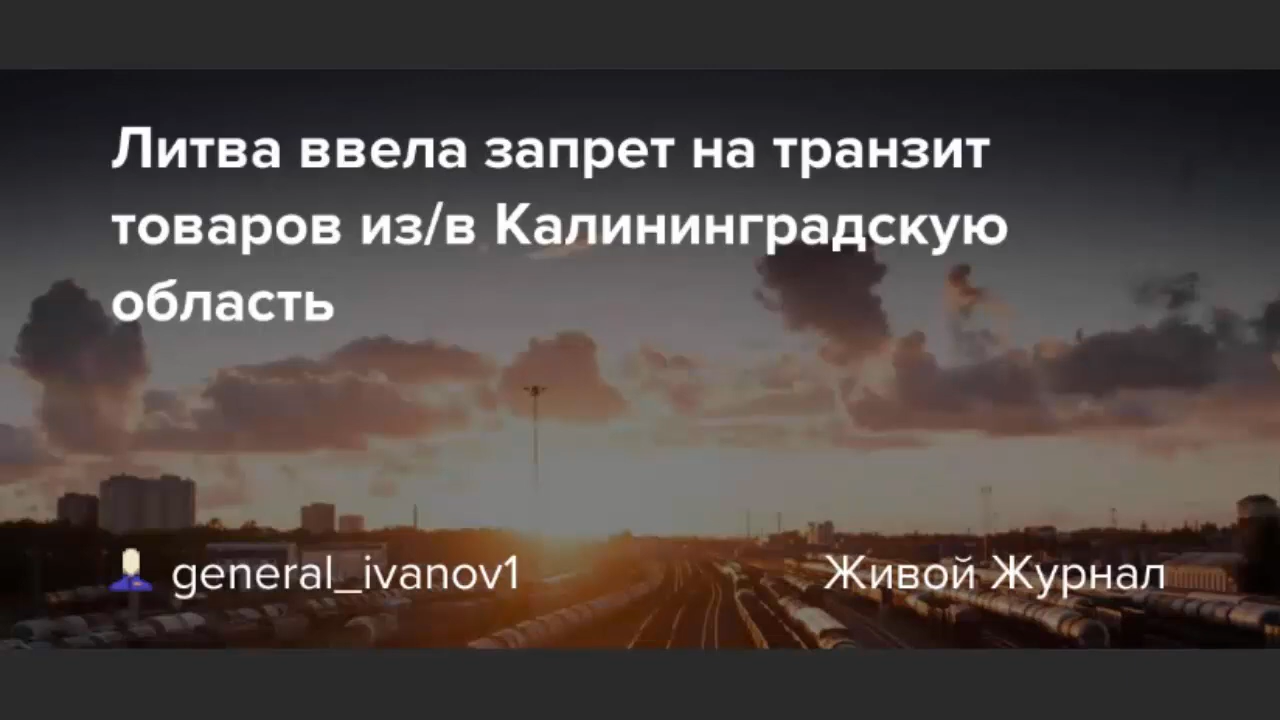 Литва ввела запрет на транзит
товаров из/в Калининградскую
область
general_ivanov1
Живой Журнал